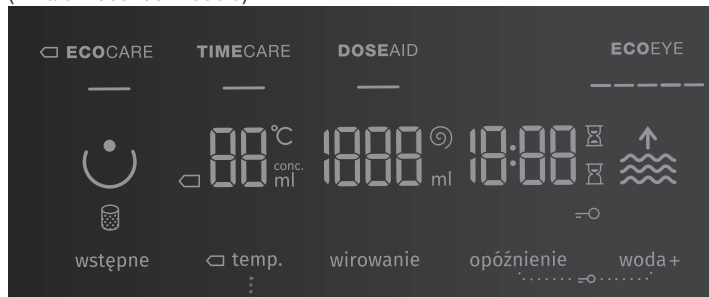 ECOCARE TIMECARE DOSEAID ECOEYE
88 °C 1888 18:88
conc.
ml ml
wstępne temp. wirowanie opóźnienie woda+